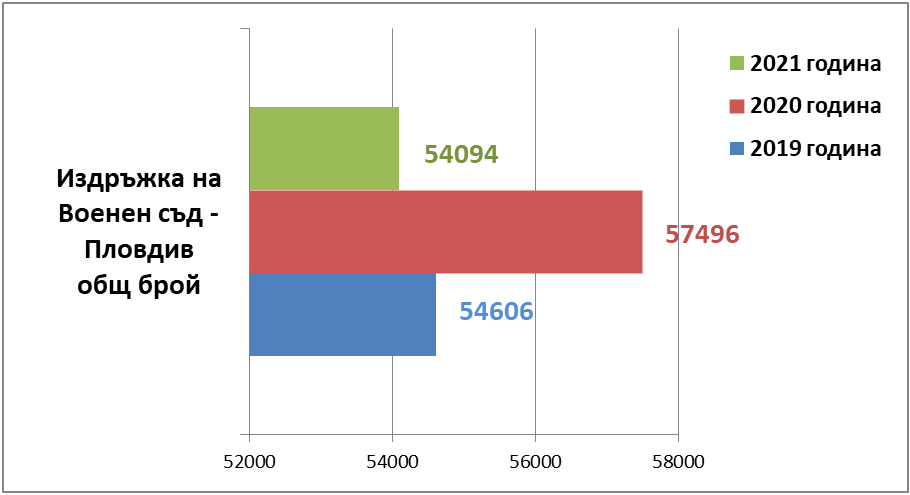 2021 година
2020 година
2019 година
Издръжка на
Военен съд -
Пловдив
общ брой
54094
57496
54606
52000
54000
56000
58000